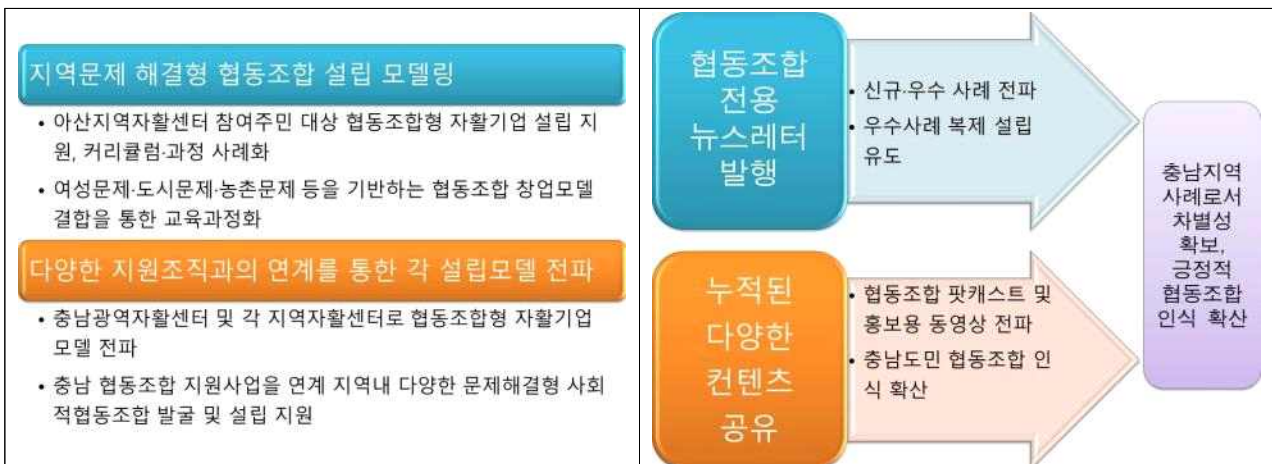 지역문제 해결형 협동조합 설립 모델링
• 아산지역자활센터 참여주민 대상 협동조합형 자활기업 설립 지
원, 커리큘럼·과정 사례화
• 여성문제·도시문제·농촌문제 등을 기반하는 협동조합 창업모델
결합을 통한 교육과정화
다양한 지원조직과의 연계를 통한 각 설립모델 전파
• 충남광역자활센터 및 각 지역자활센터로 협동조합형 자활기업
모델 전파
• 충남 협동조합 지원사업을 연계 지역내 다양한 문제해결형 사회
적협동조합 발굴 및 설립 지원
협동조합
전용
뉴스레터
발행
• 신규·우수 사례 전파
• 우수사례 복제 설립
유도
누적된
다양한
컨텐츠
공유
• 협동조합 팟캐스트 및
홍보용 동영상 전파
• 충남도민 협동조합 인
식 확산
충남지역
사례로서
차별성
확보,
긍정적
협동조합
인식 확산